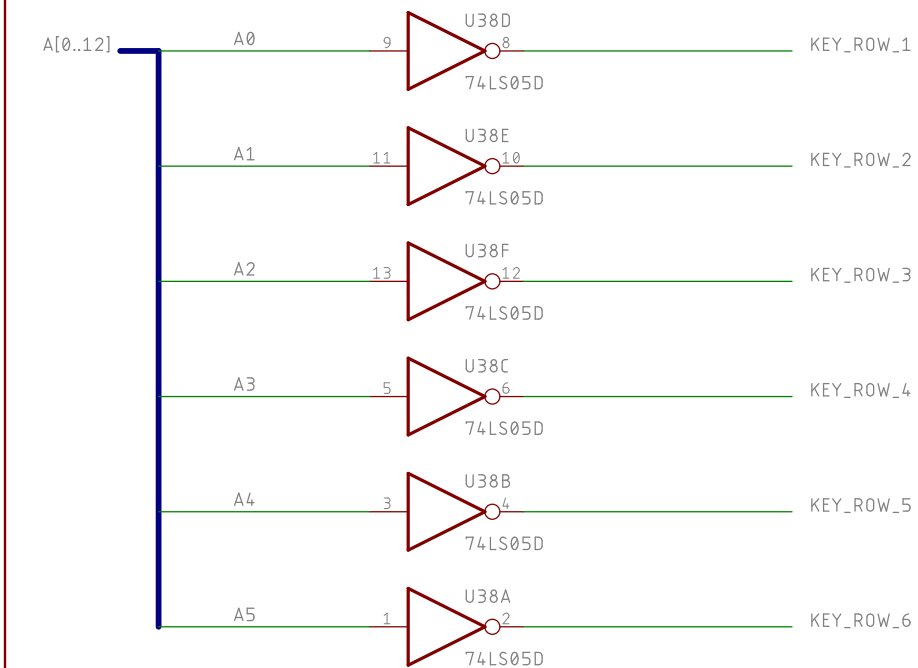 U38D
A[0..12] A0 9 8 KEY_ROW_1
74LS05D
U38E
A1 11 10 KEY_ROW_2
74LS05D
U38F
A2 13 12 KEY_ROW_3
74LS05D
U38C
A3 5 6 KEY_ROW_4
74LS05D
U38B
A4 3 4 KEY_ROW_5
74LS05D
U38A
A5 1 2 KEY_ROW_6
74LS05D